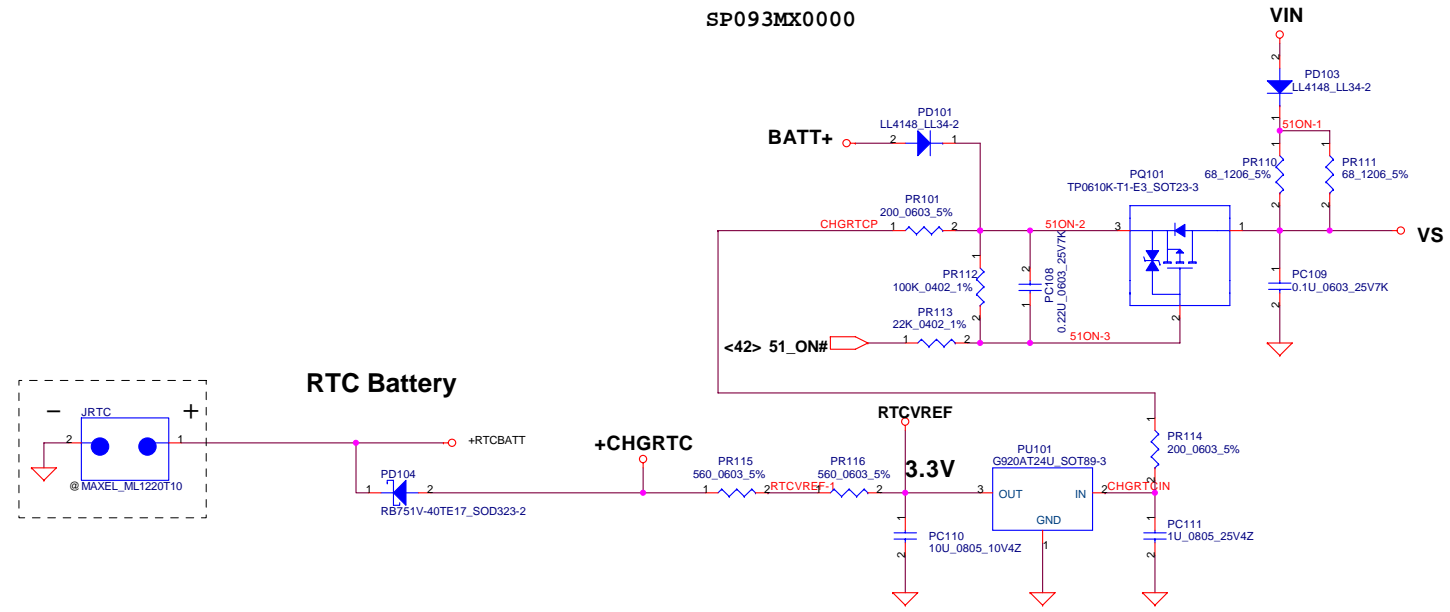 SP093MX0000
VIN
2
PD103
LL4148_LL34-2
1
51ON-1
PD101
LL4148_LL34-2
BATT+
2
1
1
1
PR110
68_1206_5%
PR111
68_1206_5%
2
2
PQ101
TP0610K-T1-E3_SOT23-3
PR101
200_0603_5%
CHGRTCP
1
2
51ON-2
3
1
VS
2
1
PR112
100K_0402_1%
2
2
PC108
0.22U_0603_25V7K
1
1
PC109
0.1U_0603_25V7K
2
PR113
22K_0402_1%
<42> 51_ON#
1
2
51ON-3
RTC Battery
- +
JRTC
2
1
@ MAXEL_ML1220T10
+RTCBATT
PD104
1
2
RB751V-40TE17_SOD323-2
+CHGRTC
PR115
560_0603_5%
1
2
RTCVREF-1
PR116
560_0603_5%
1
2
RTCVREF
3.3V
PU101
G920AT24U_SOT89-3
3
OUT
IN
2
GND
1
CHGRTCIN
1
PR114
200_0603_5%
2
1
PC110
10U_0805_10V4Z
2
1
PC111
1U_0805_25V4Z
2